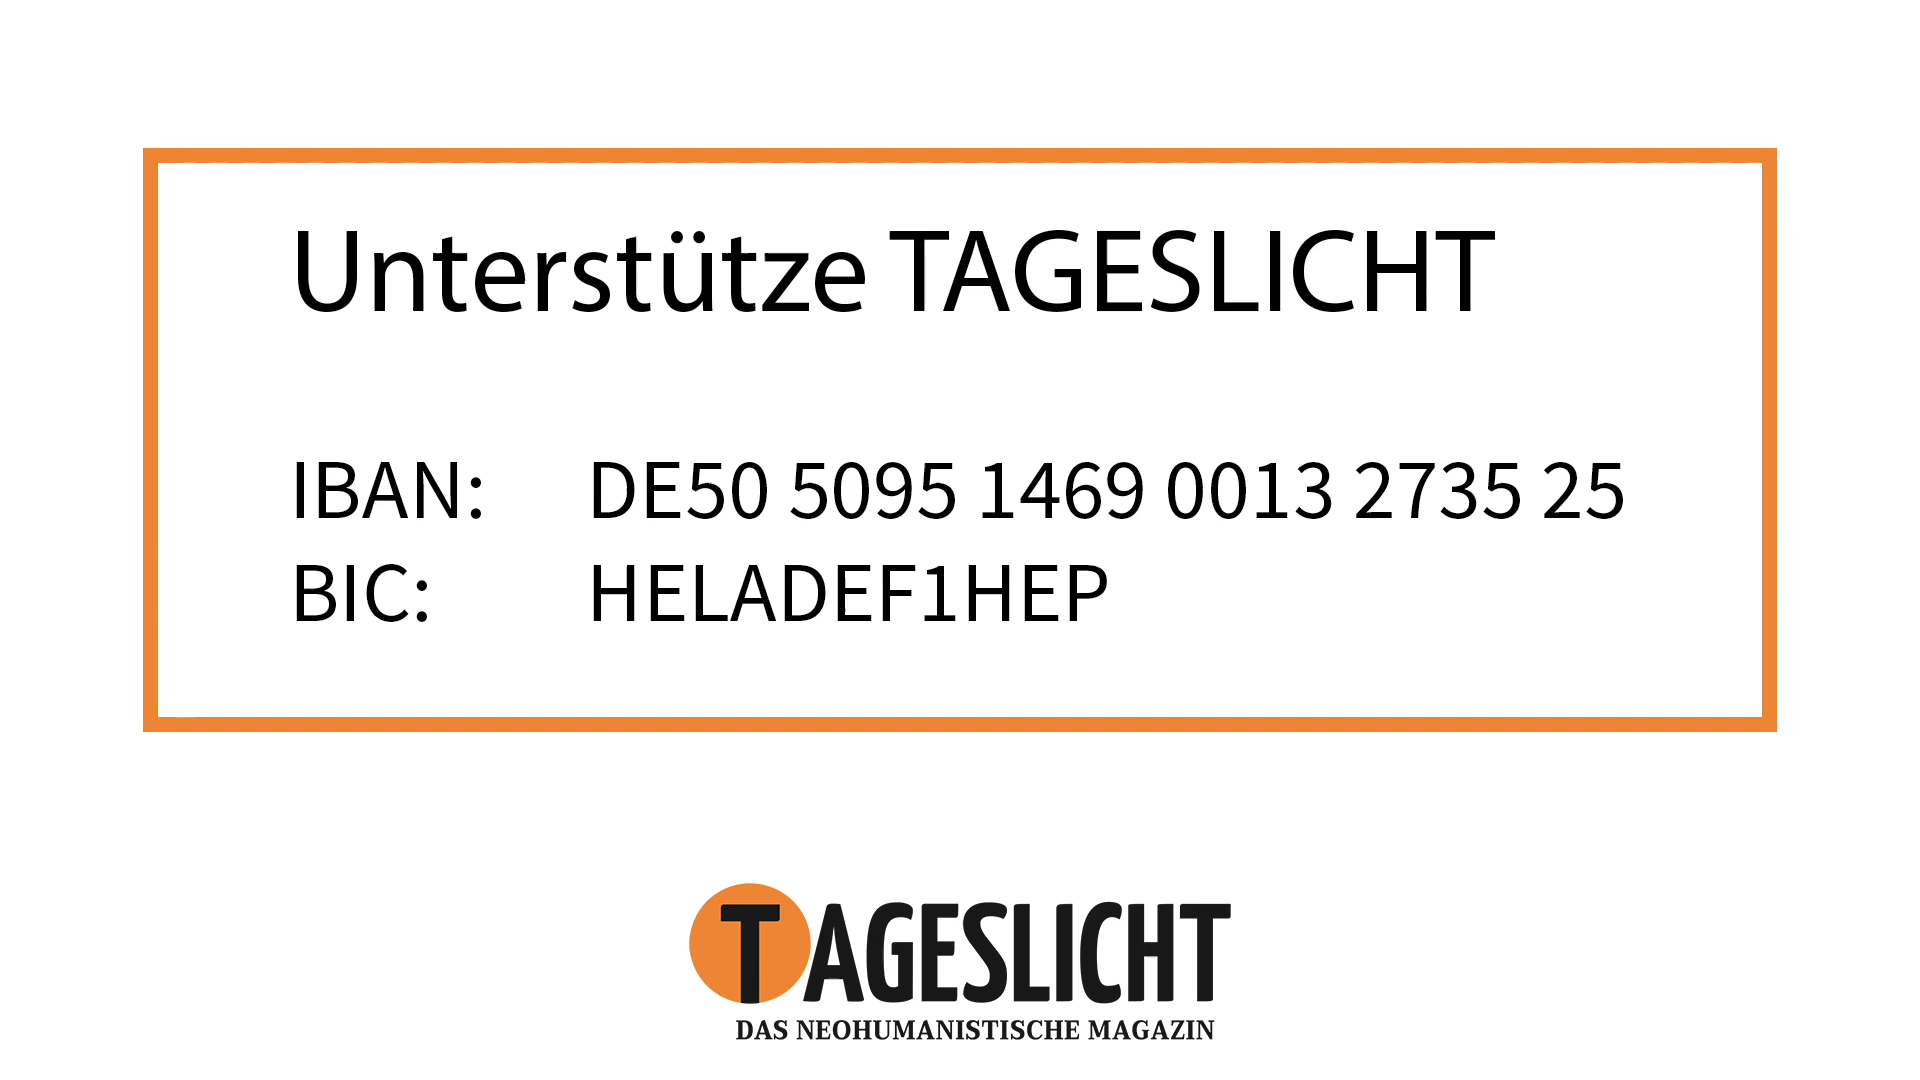 Unterstütze TAGESLICHT
IBAN: DE50 5095 1469 0013 2735 25
BIC: HELADEF1HEP
TAGESLICHT
DAS NEOHUMANISTISCHE MAGAZIN